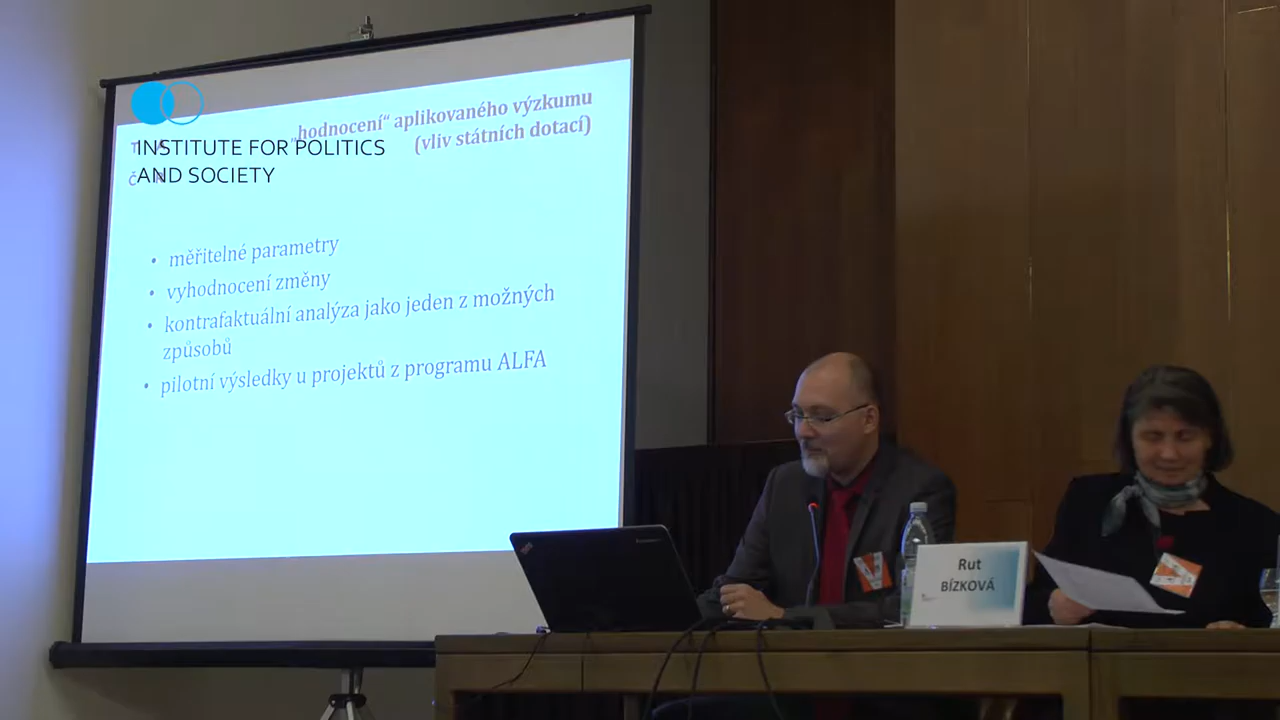 „hodnocení“ aplikovaného výzkumu
(vliv státních dotací)
INSTITUTE FOR POLITICS
AND SOCIETY
T A
Č R
• měřitelné parametry
• vyhodnocení změny
• kontrafaktuální analýza jako jeden z možných
způsobů
• pilotní výsledky u projektů z programu ALFA
Rut
BÍZKOVÁ